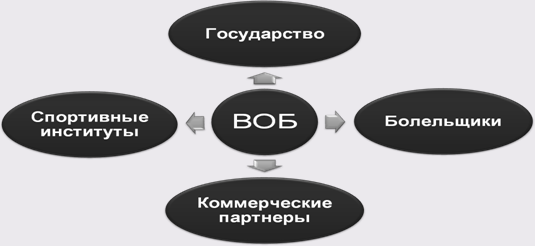 Государство
Спортивные
институты
ВОБ
Болельщики
Коммерческие
партнеры